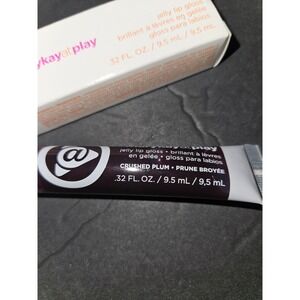 ykay at play
jelly lip gloss
brillant à lèvres en gelée
gloss para labios
.32 FL. OZ. / 9.5 mL / 9,5 mL
@
play
jelly lip gloss • brillant à lèvres
en gelée • gloss para labios
CRUSHED PLUM • PRUNE BROYÉE
.32 FL. OZ. / 9.5 mL / 9,5 mL